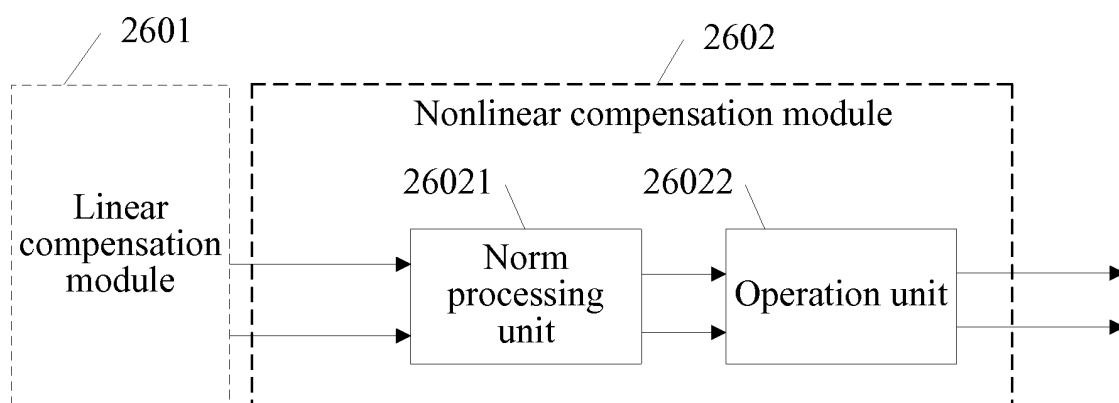 2601
2602
Nonlinear compensation module
26021
26022
Linear
compensation
module
Norm
processing
unit
Operation unit